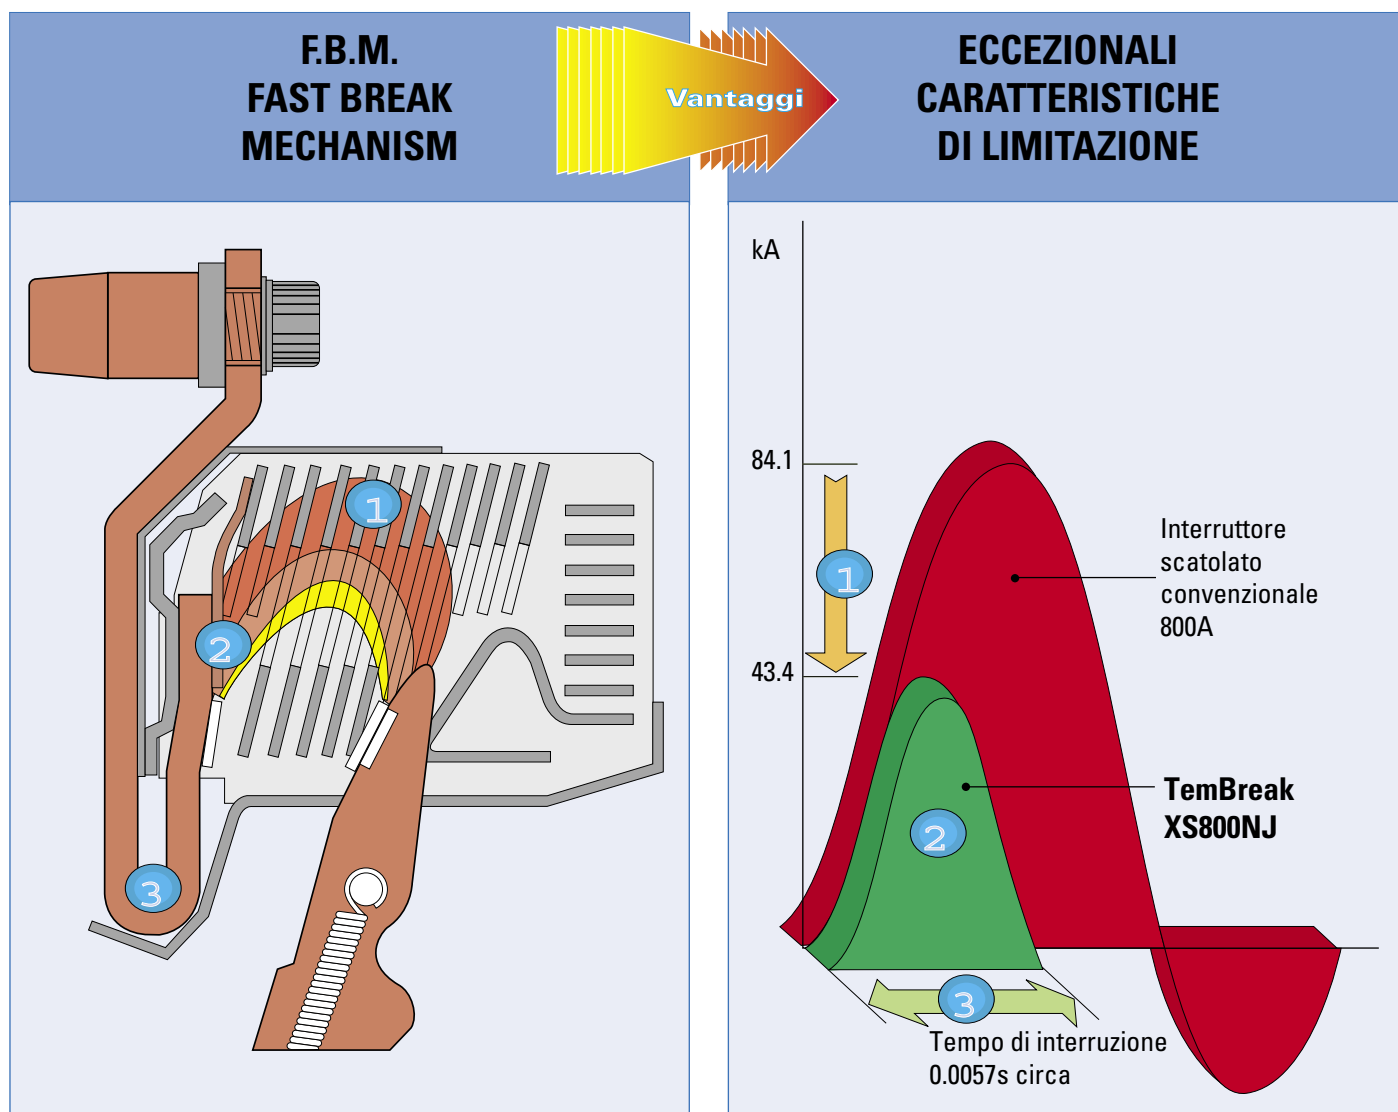 F.B.M.
FAST BREAK
MECHANISM
Vantaggi
ECCEZIONALI
CARATTERISTICHE
DI LIMITAZIONE
1
2
3
kA
84.1
1
43.4
Interruttore
scatolato
convenzionale
800A
TemBreak
XS800NJ
2
3
Tempo di interruzione
0.0057s circa